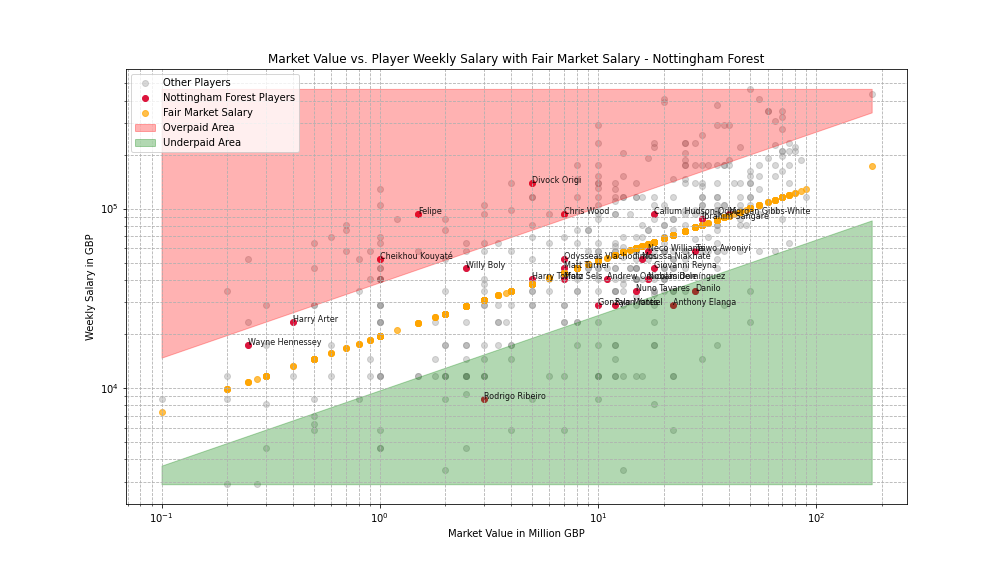 Market Value vs. Player Weekly Salary with Fair Market Salary - Nottingham Forest
Other Players
Nottingham Forest Players
Fair Market Salary
Overpaid Area
Underpaid Area
Divock Origi
Felipe
Chris Wood
Callum Hudson-Odoi
Morgan Gibbs-White
Ibrahim Sangaré
Cheikhou Kouyaté
Odysseas Vlachodimos
Neco Williams
Taiwo Awoniyi
Moussa Niakhaté
Willy Boly
Matt Turner
Giovanni Reyna
Harry Toffolo
Matz Sels
Andrew Omobamidele
Nicolás Domínguez
Nuno Tavares
Danilo
Gonzalo Montiel
Ryan Yates
Anthony Elanga
Harry Arter
Wayne Hennessey
Rodrigo Ribeiro
10⁵
10⁴
Weekly Salary in GBP
10⁻¹
10⁰
10¹
10²
Market Value in Million GBP